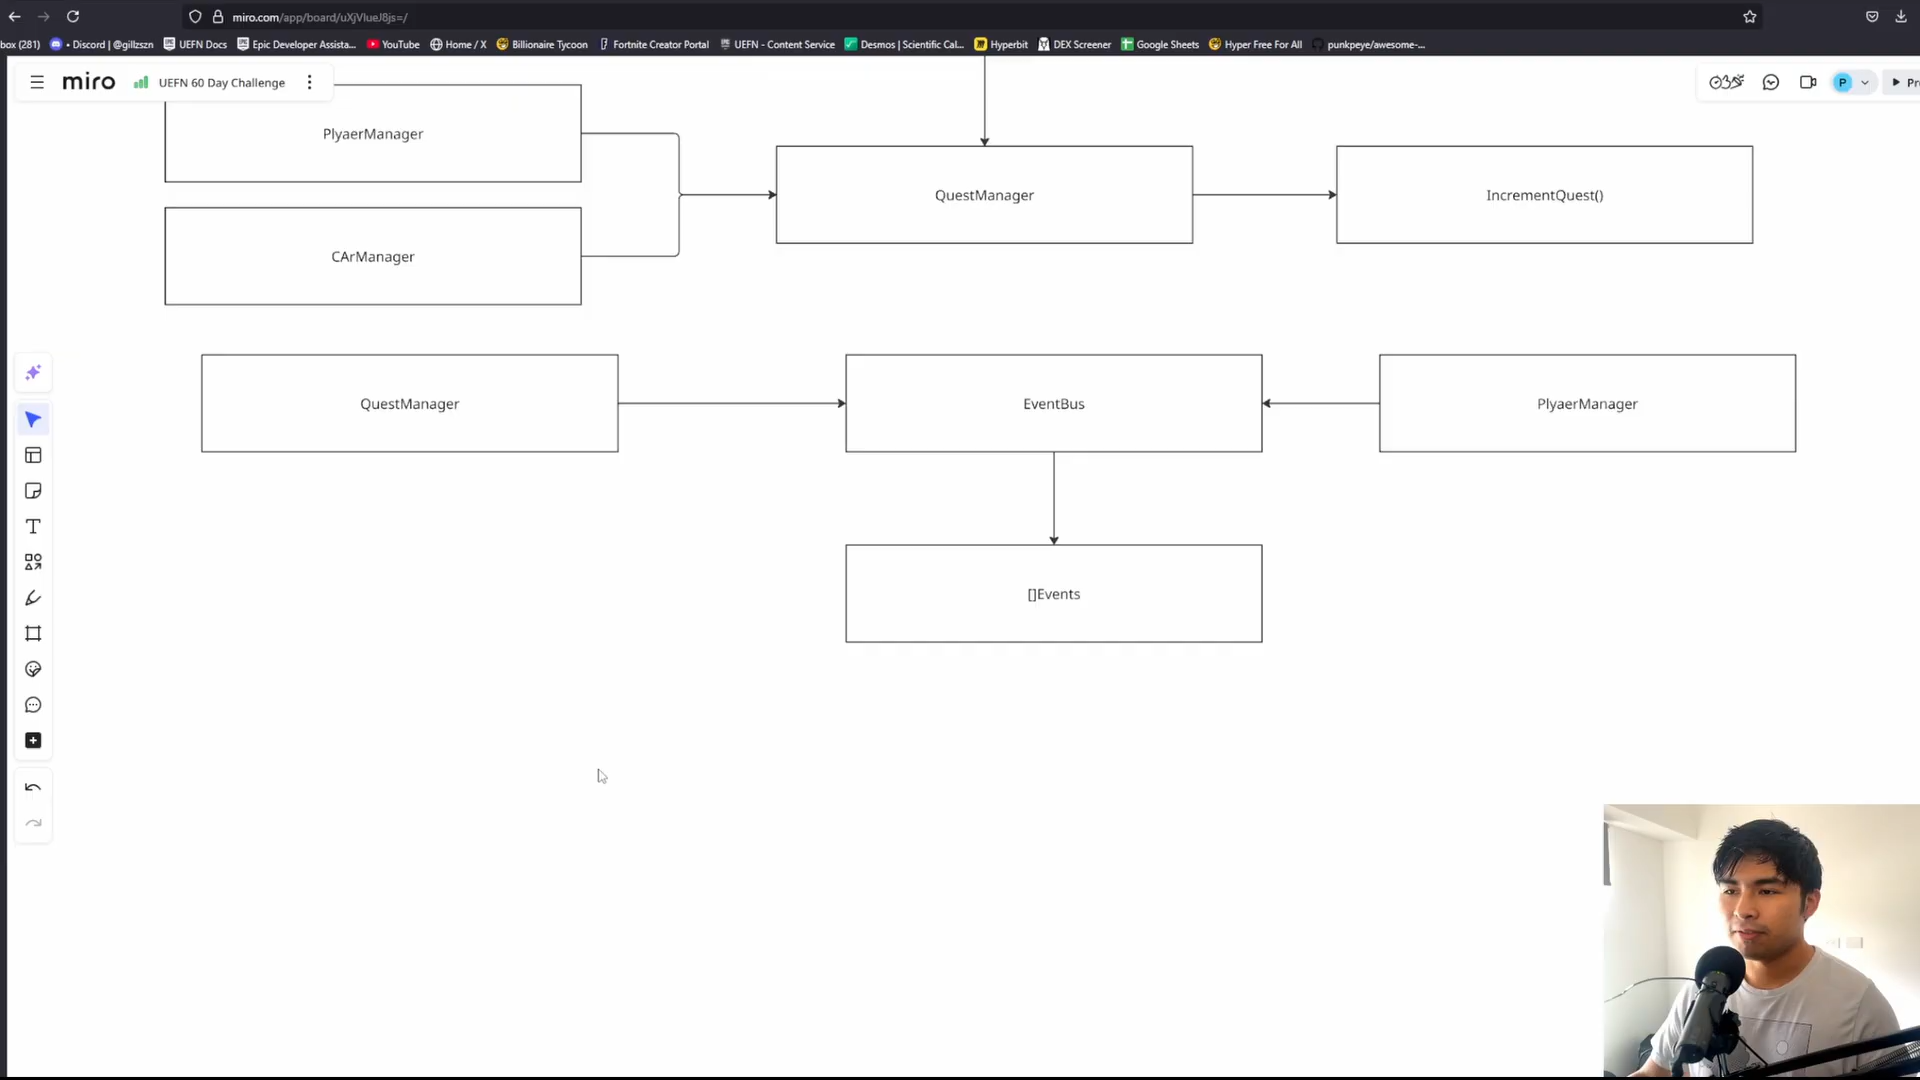 miro.com/app/board/uXjVIueJ8js=/
box (281) • Discord | @gillzszn UEFN Docs Epic Developer Assista... YouTube Home / X Billionaire Tycoon Fortnite Creator Portal UEFN - Content Service Desmos | Scientific Cal... Hyperbit DEX Screener Google Sheets Hyper Free For All punkpeye/awesome-...
miro UEFN 60 Day Challenge P Pr
PlyaerManager
QuestManager IncrementQuest()
CArManager
QuestManager EventBus PlyaerManager
[]Events